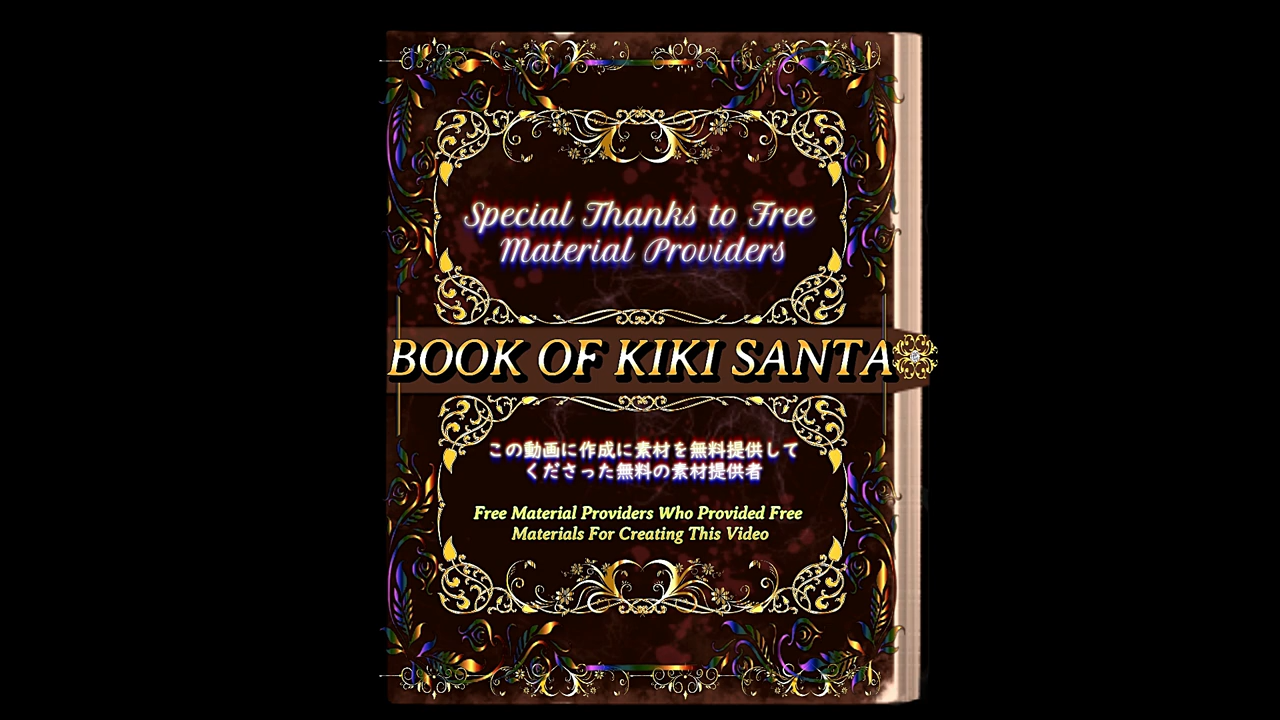 Special Thanks to Free
Material Providers
BOOK OF KIKI SANTA
この動画に作成に素材を無料提供して
くださった無料の素材提供者
Free Material Providers Who Provided Free
Materials For Creating This Video